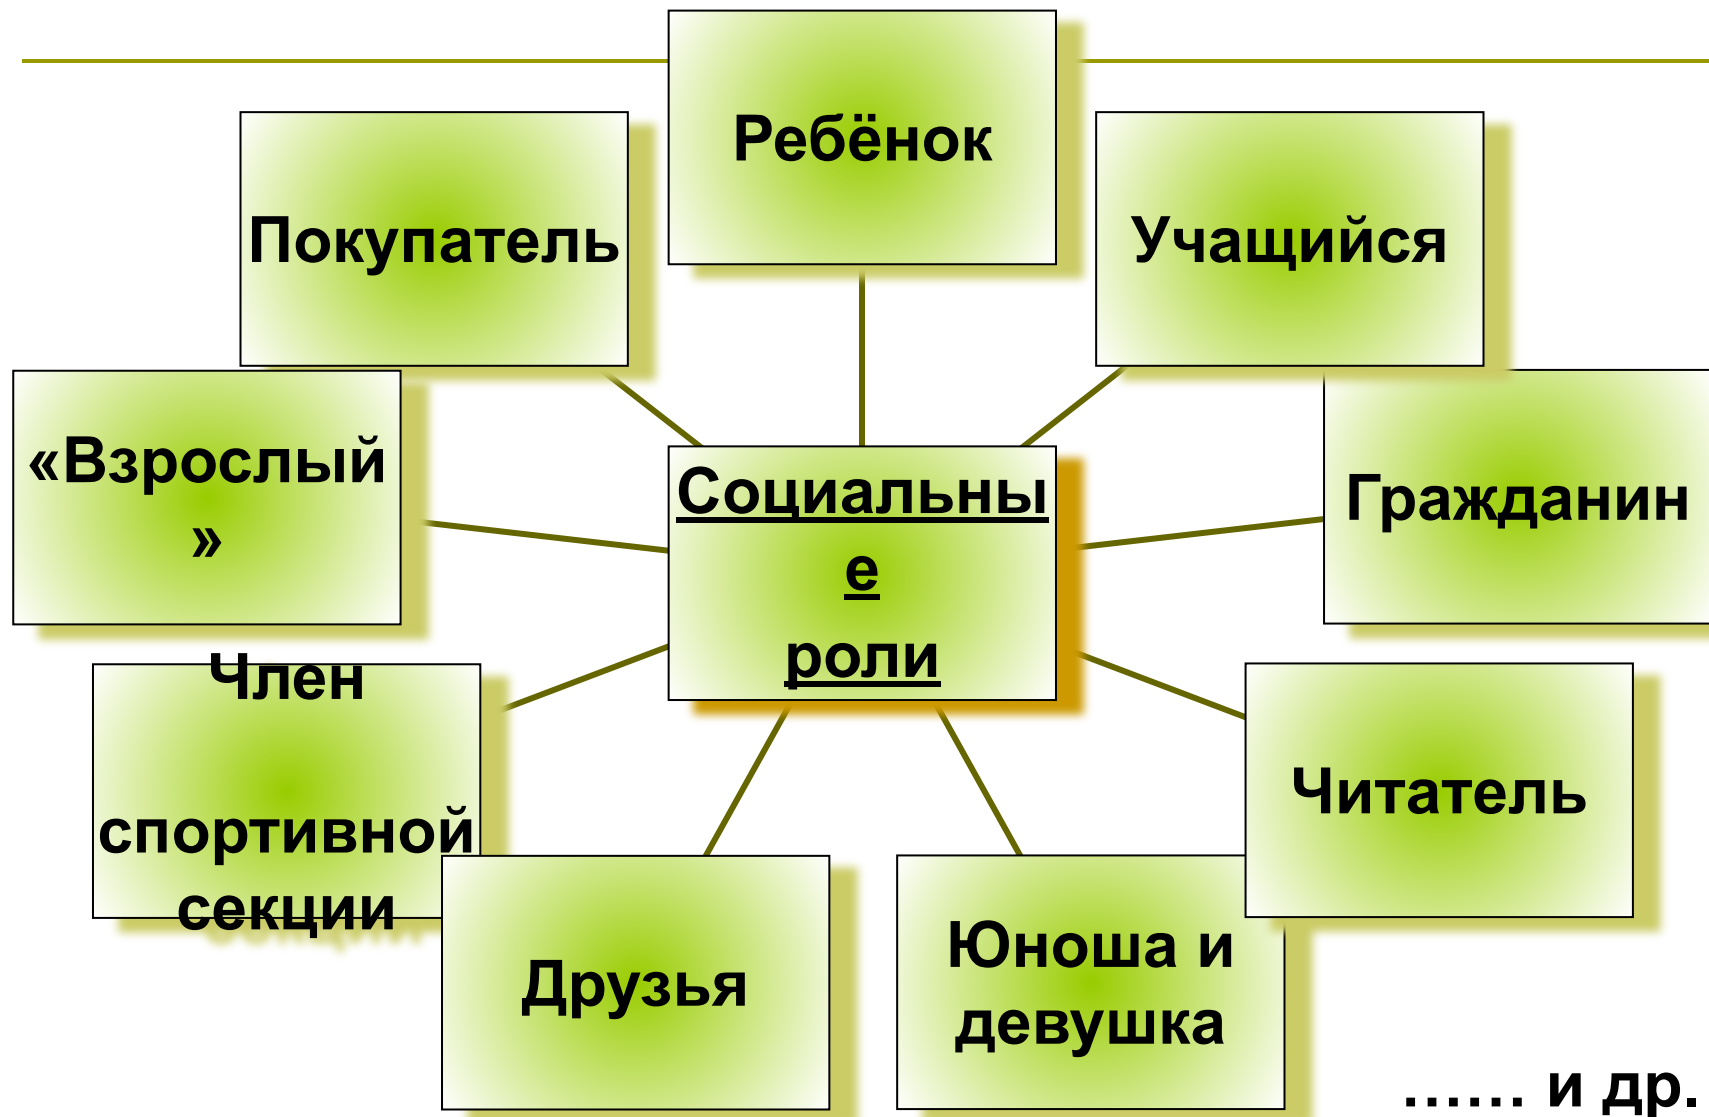 Ребёнок
Покупатель
Учащийся
«Взрослый
»
Социальны
е
роли
Гражданин
Член
спортивной
секции
Читатель
Друзья
Юноша и
девушка
…… и др.